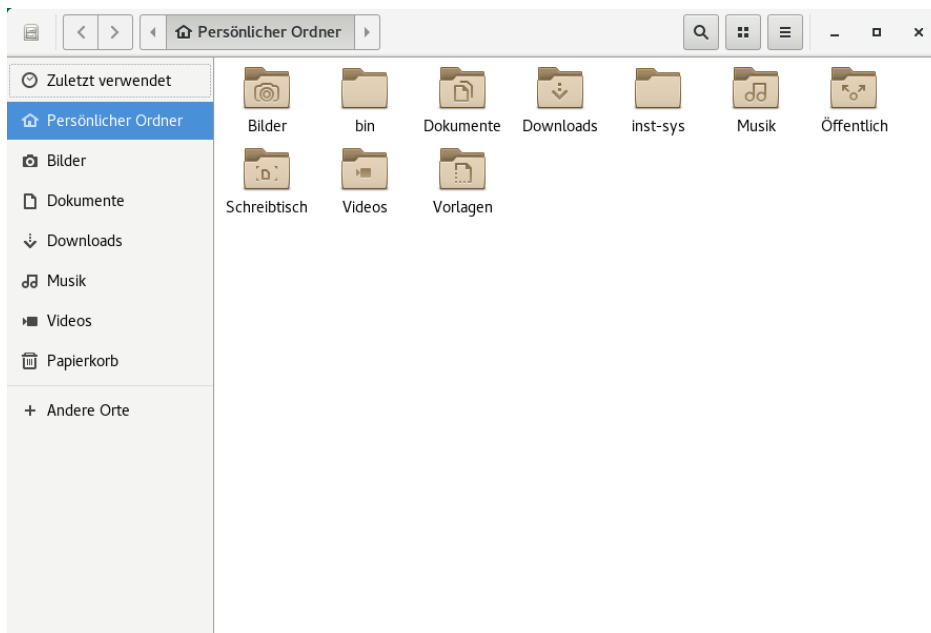 Persönlicher Ordner
Zuletzt verwendet
Persönlicher Ordner
Bilder
Dokumente
Downloads
Musik
Videos
Papierkorb
Andere Orte
Bilder bin Dokumente Downloads inst-sys Musik Öffentlich
Schreibtisch Videos Vorlagen